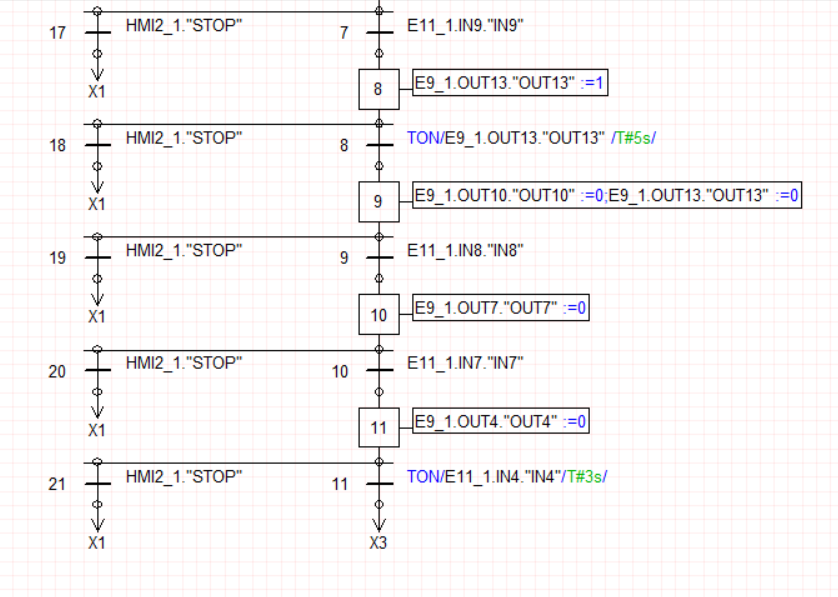 17 HMI2_1."STOP" 7 E11_1.IN9."IN9"
X1
8 E9_1.OUT13."OUT13" :=1
18 HMI2_1."STOP" 8 TON/E9_1.OUT13."OUT13" /T#5s/
X1
9 E9_1.OUT10."OUT10" :=0;E9_1.OUT13."OUT13" :=0
19 HMI2_1."STOP" 9 E11_1.IN8."IN8"
X1
10 E9_1.OUT7."OUT7" :=0
20 HMI2_1."STOP" 10 E11_1.IN7."IN7"
X1
11 E9_1.OUT4."OUT4" :=0
21 HMI2_1."STOP" 11 TON/E11_1.IN4."IN4"/T#3s/
X1 X3